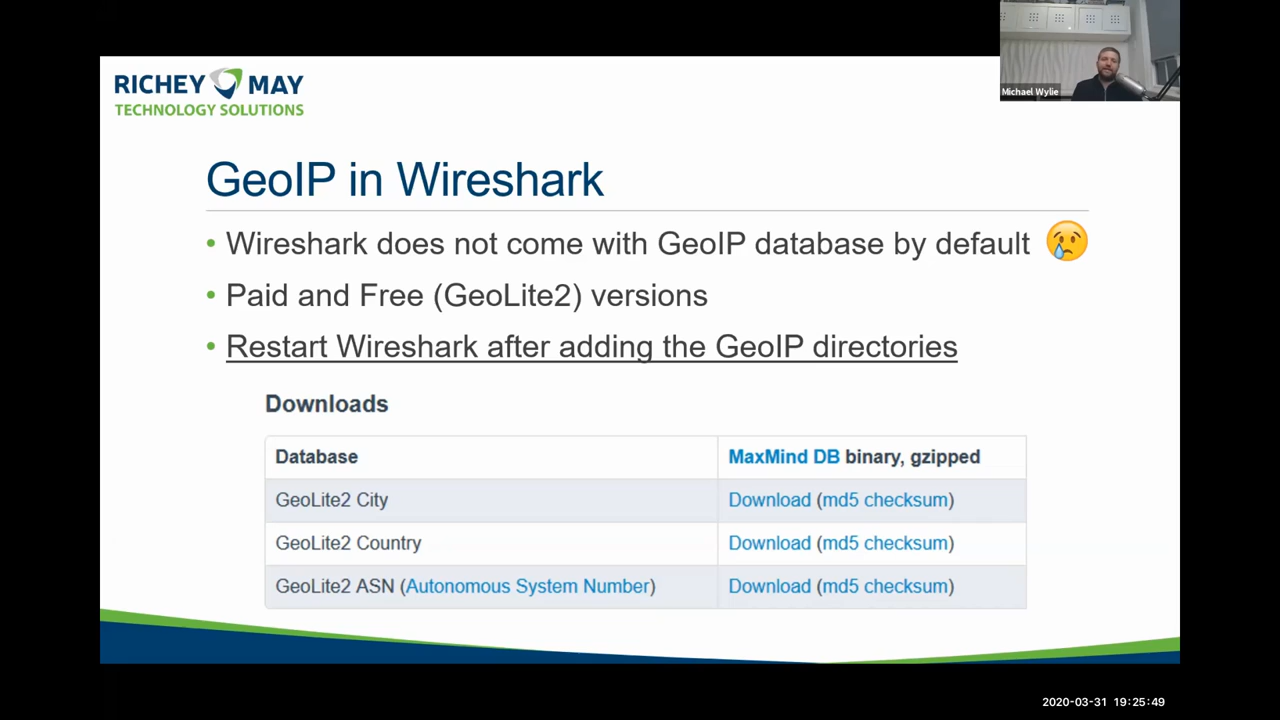 RICHEY MAY
TECHNOLOGY SOLUTIONS
Michael Wylie
GeoIP in Wireshark
• Wireshark does not come with GeoIP database by default 😢
• Paid and Free (GeoLite2) versions
• Restart Wireshark after adding the GeoIP directories
Downloads
Database MaxMind DB binary, gzipped
GeoLite2 City Download (md5 checksum)
GeoLite2 Country Download (md5 checksum)
GeoLite2 ASN (Autonomous System Number) Download (md5 checksum)
2020-03-31 19:25:49